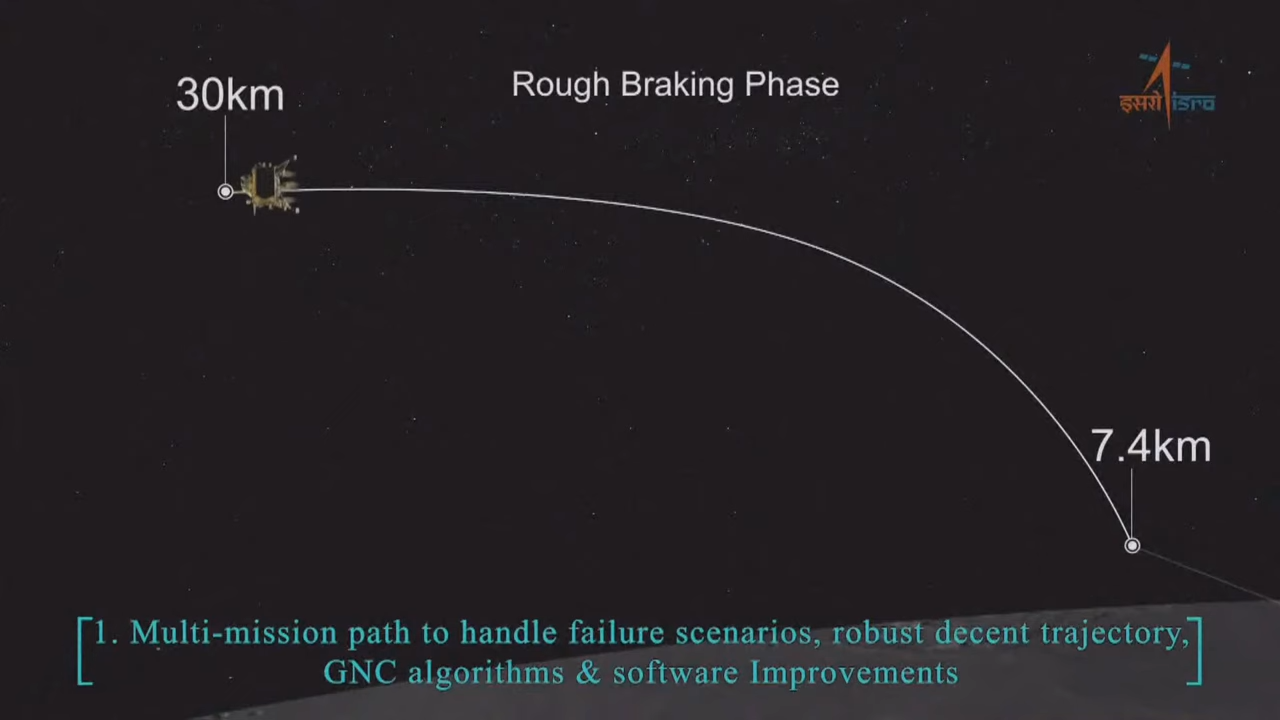 30km
Rough Braking Phase
इसरो isro
7.4km
1. Multi-mission path to handle failure scenarios, robust decent trajectory,
GNC algorithms & software Improvements